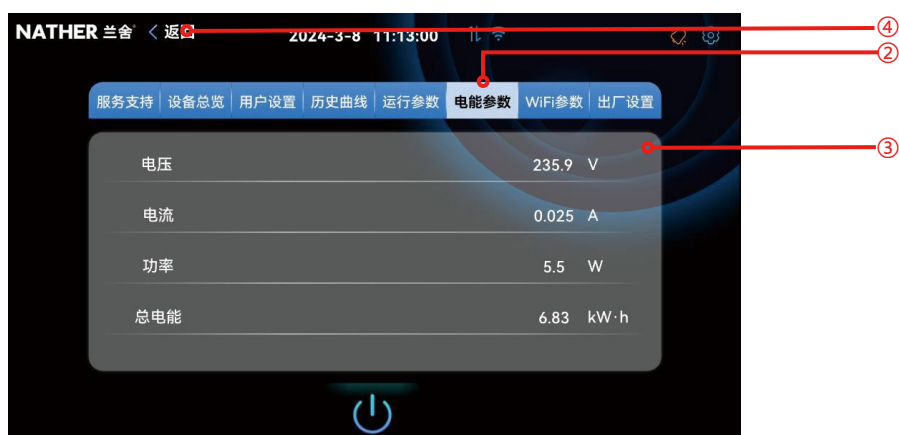 NATHER 兰舍 < 返回 2024-3-8 11:13:00 ④
②
服务支持 设备总览 用户设置 历史曲线 运行参数 电能参数 WiFi参数 出厂设置
③
电压 235.9 V
电流 0.025 A
功率 5.5 W
总电能 6.83 kW·h